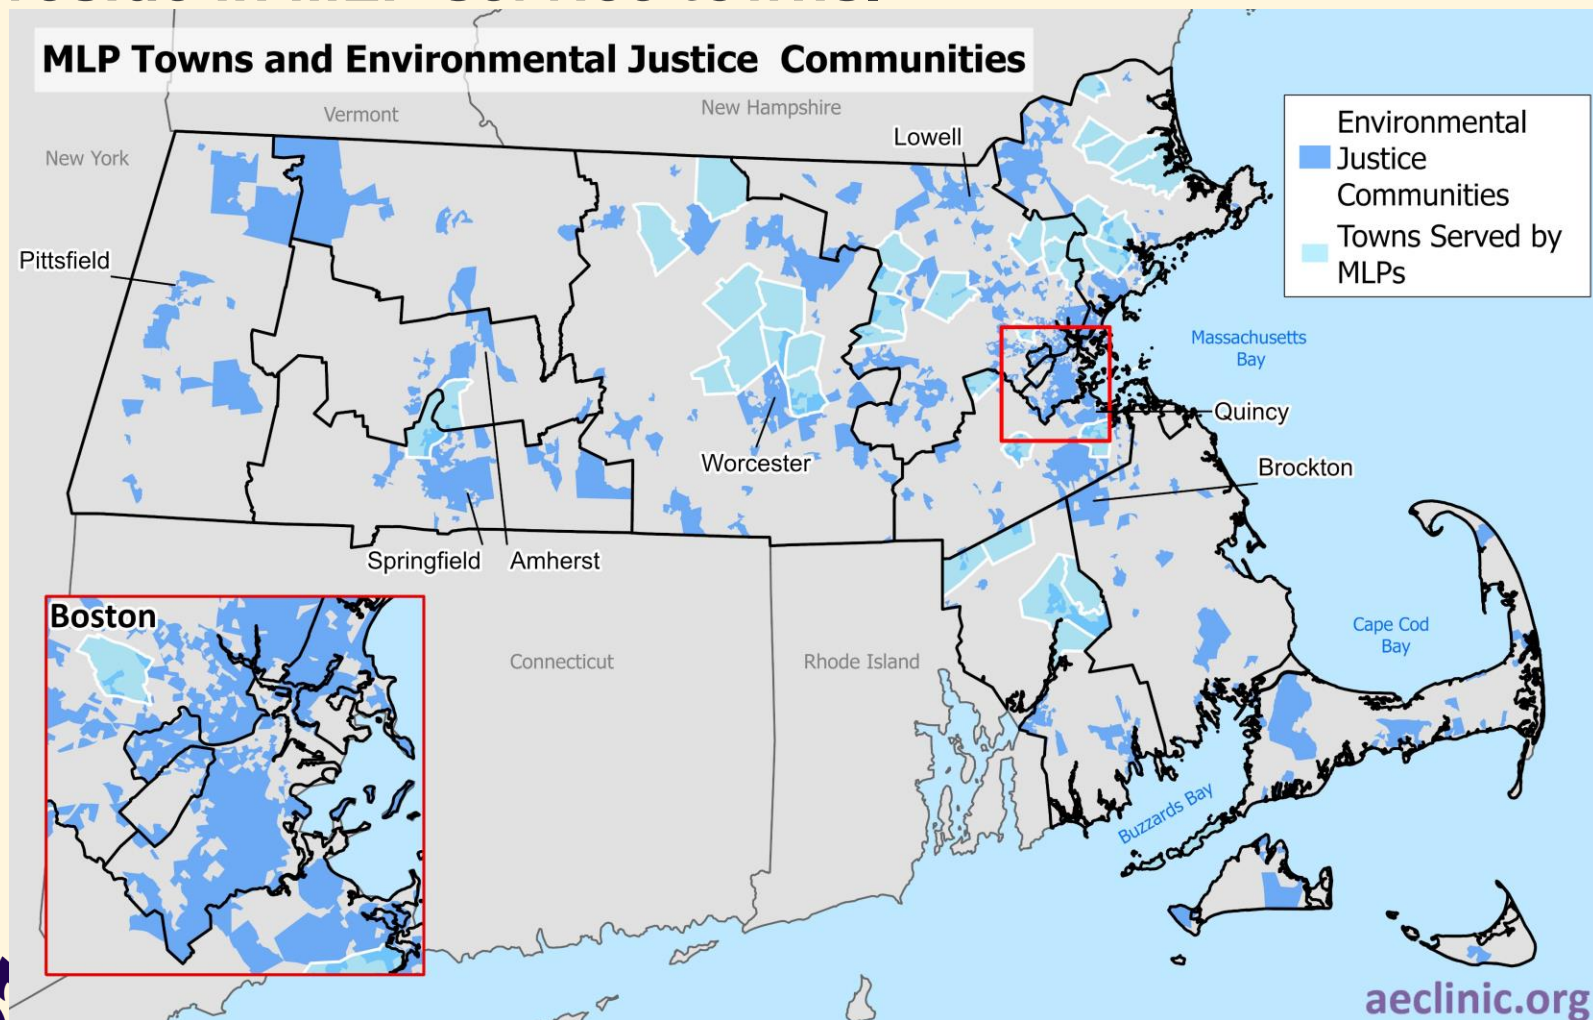 MLP Towns and Environmental Justice Communities
Vermont
New Hampshire
New York
Lowell
Environmental
Justice
Communities
Towns Served by
MLPs
Pittsfield
Massachusetts
Bay
Quincy
Worcester
Brockton
Springfield
Amherst
Boston
Connecticut
Rhode Island
Cape Cod
Bay
Buzzards Bay
aeclinic.org